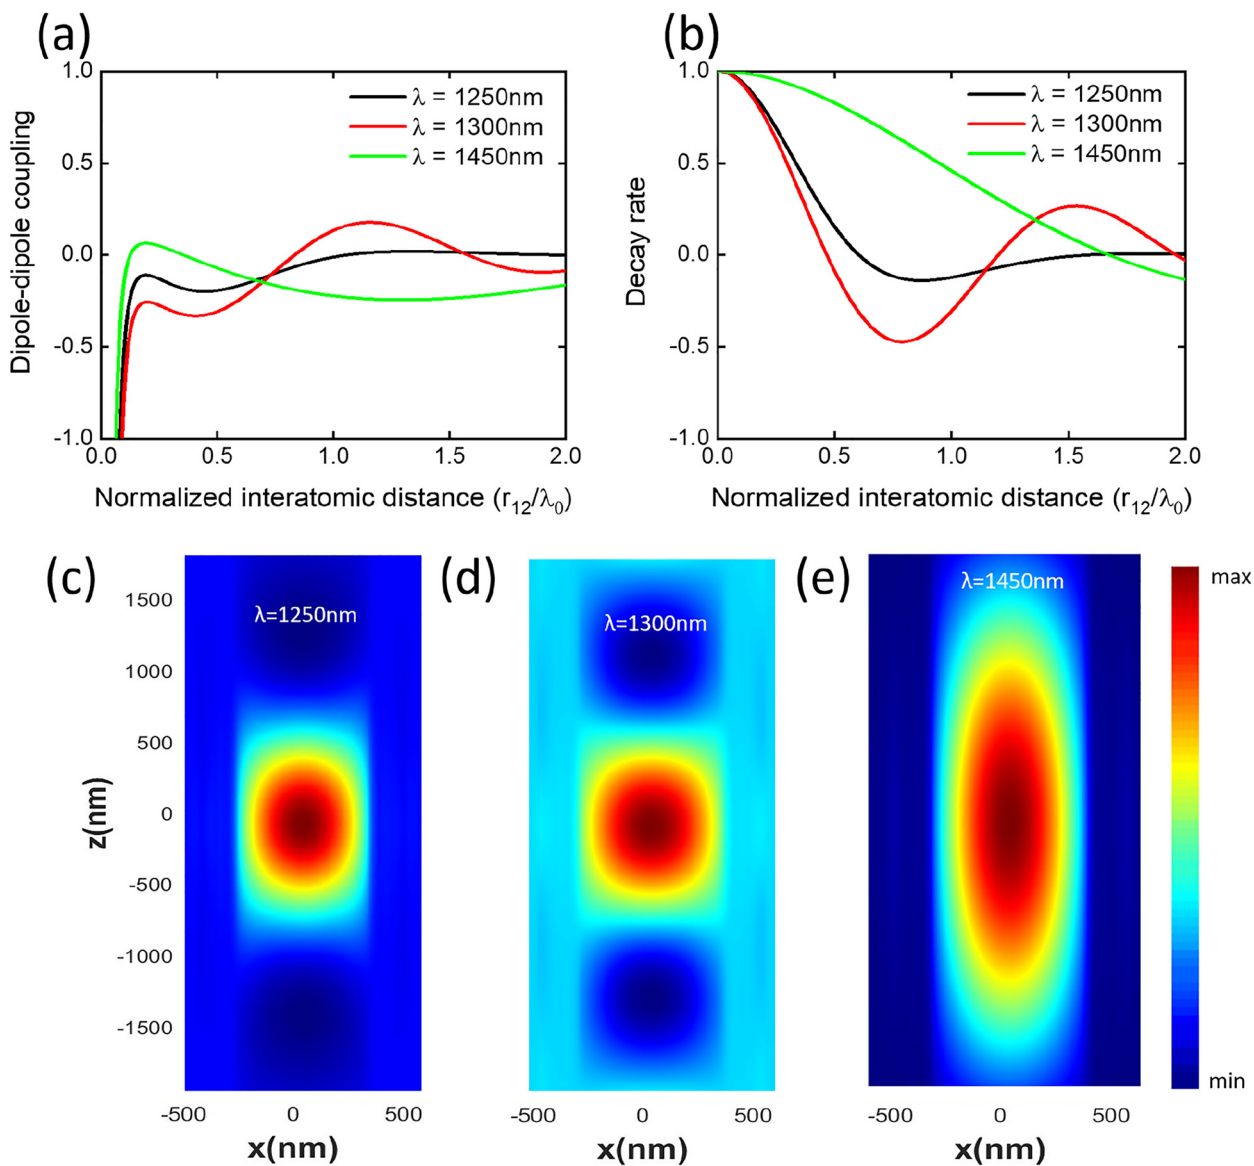 (a)
1.0
0.5
0.0
-0.5
-1.0
Dipole-dipole coupling
λ = 1250nm
λ = 1300nm
λ = 1450nm
0.0 0.5 1.0 1.5 2.0
Normalized interatomic distance (r12/λ0)
(b)
1.0
0.5
0.0
-0.5
-1.0
Decay rate
λ = 1250nm
λ = 1300nm
λ = 1450nm
0.0 0.5 1.0 1.5 2.0
Normalized interatomic distance (r12/λ0)
(c)
λ=1250nm
1500
1000
500
0
-500
-1000
-1500
z(nm)
-500 0 500
x(nm)
(d)
λ=1300nm
-500 0 500
x(nm)
(e)
λ=1450nm
-500 0 500
x(nm)
max
min